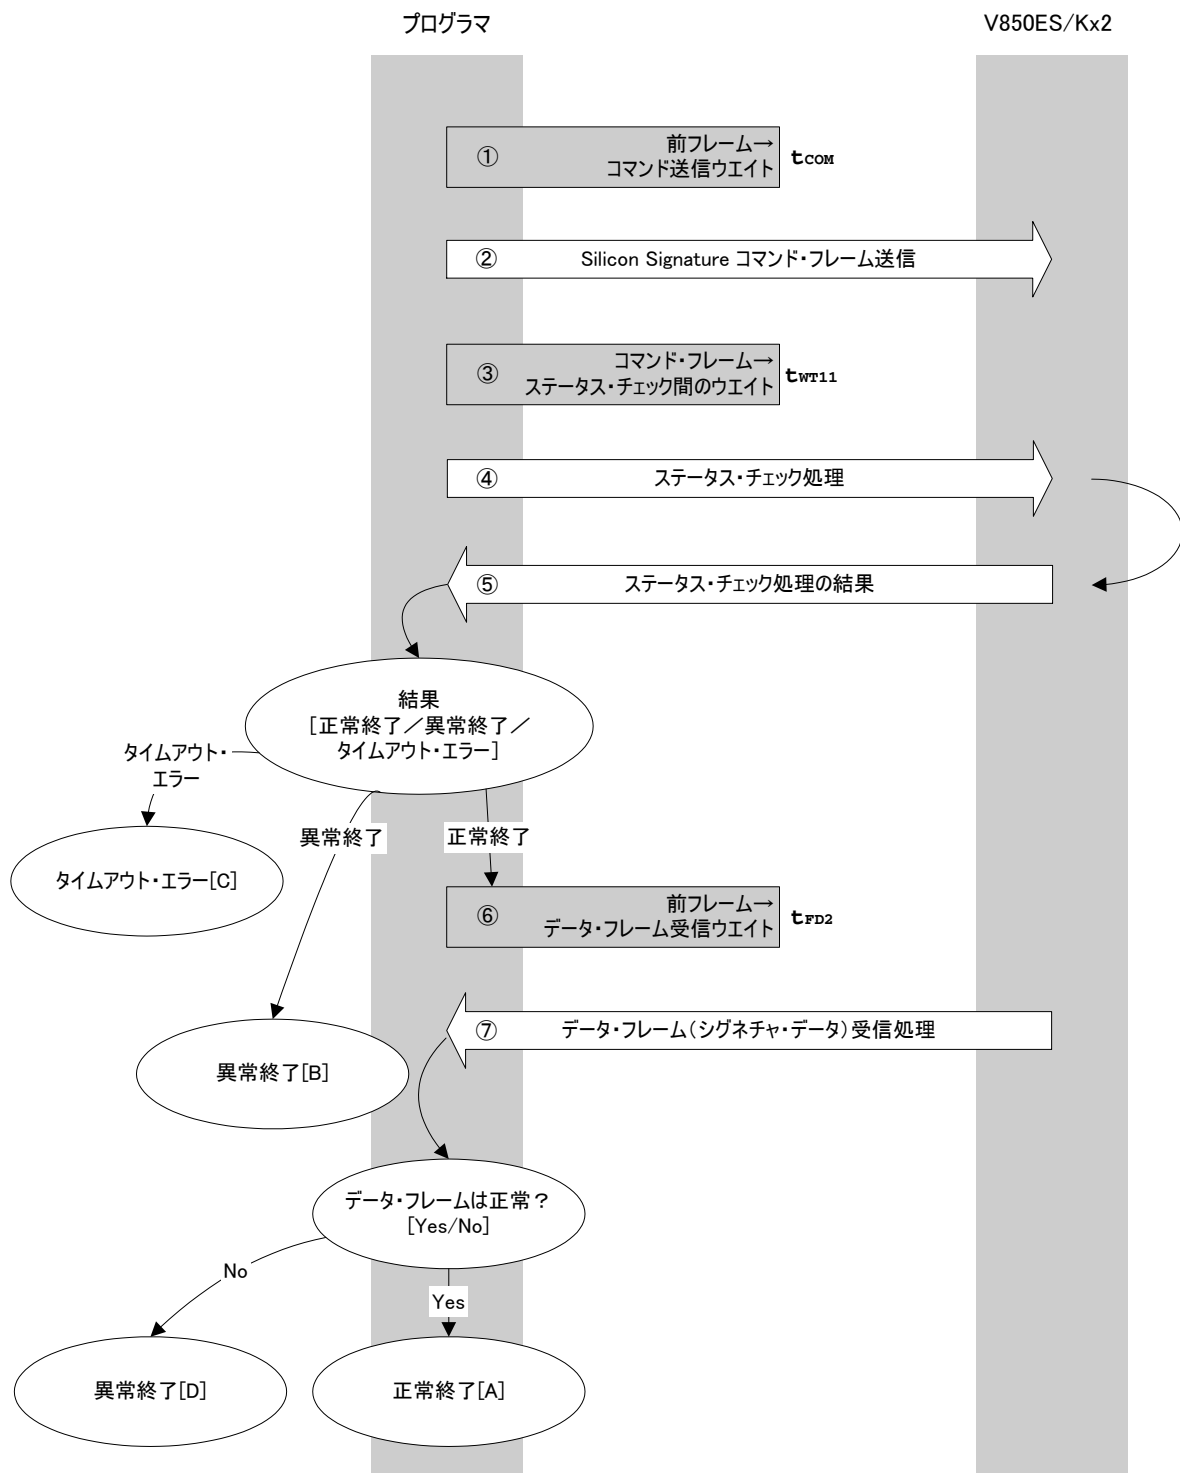 プログラマ
V850ES/Kx2
①
前フレーム→
コマンド送信ウエイト
tCOM
② Silicon Signature コマンド・フレーム送信
③
コマンド・フレーム→
ステータス・チェック間のウエイト
tWT11
④ ステータス・チェック処理
⑤ ステータス・チェック処理の結果
結果
[正常終了／異常終了／
タイムアウト・エラー]
タイムアウト・
エラー
異常終了
正常終了
タイムアウト・エラー[C]
⑥
前フレーム→
データ・フレーム受信ウエイト
tFD2
⑦ データ・フレーム（シグネチャ・データ）受信処理
異常終了[B]
データ・フレームは正常？
[Yes/No]
No
Yes
異常終了[D]
正常終了[A]